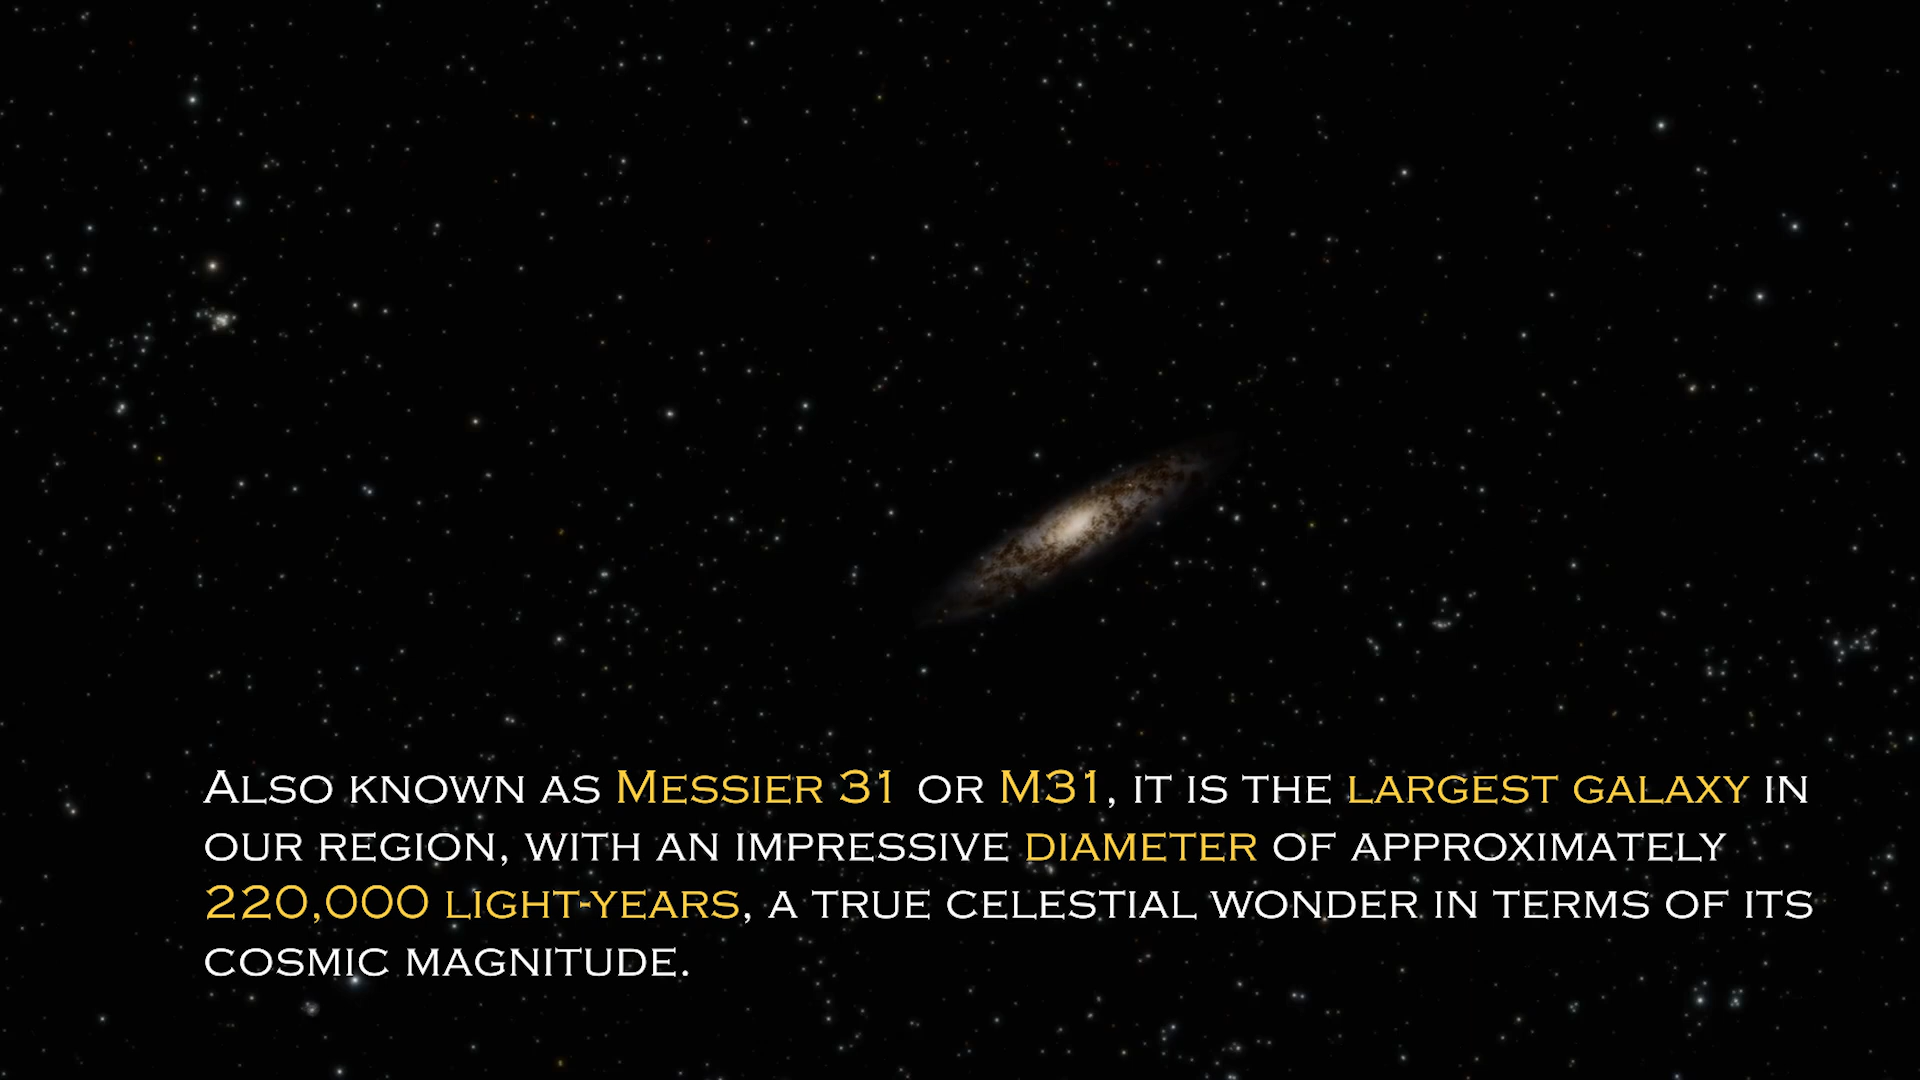 Also known as Messier 31 or M31, it is the largest galaxy in
our region, with an impressive diameter of approximately
220,000 light-years, a true celestial wonder in terms of its
cosmic magnitude.